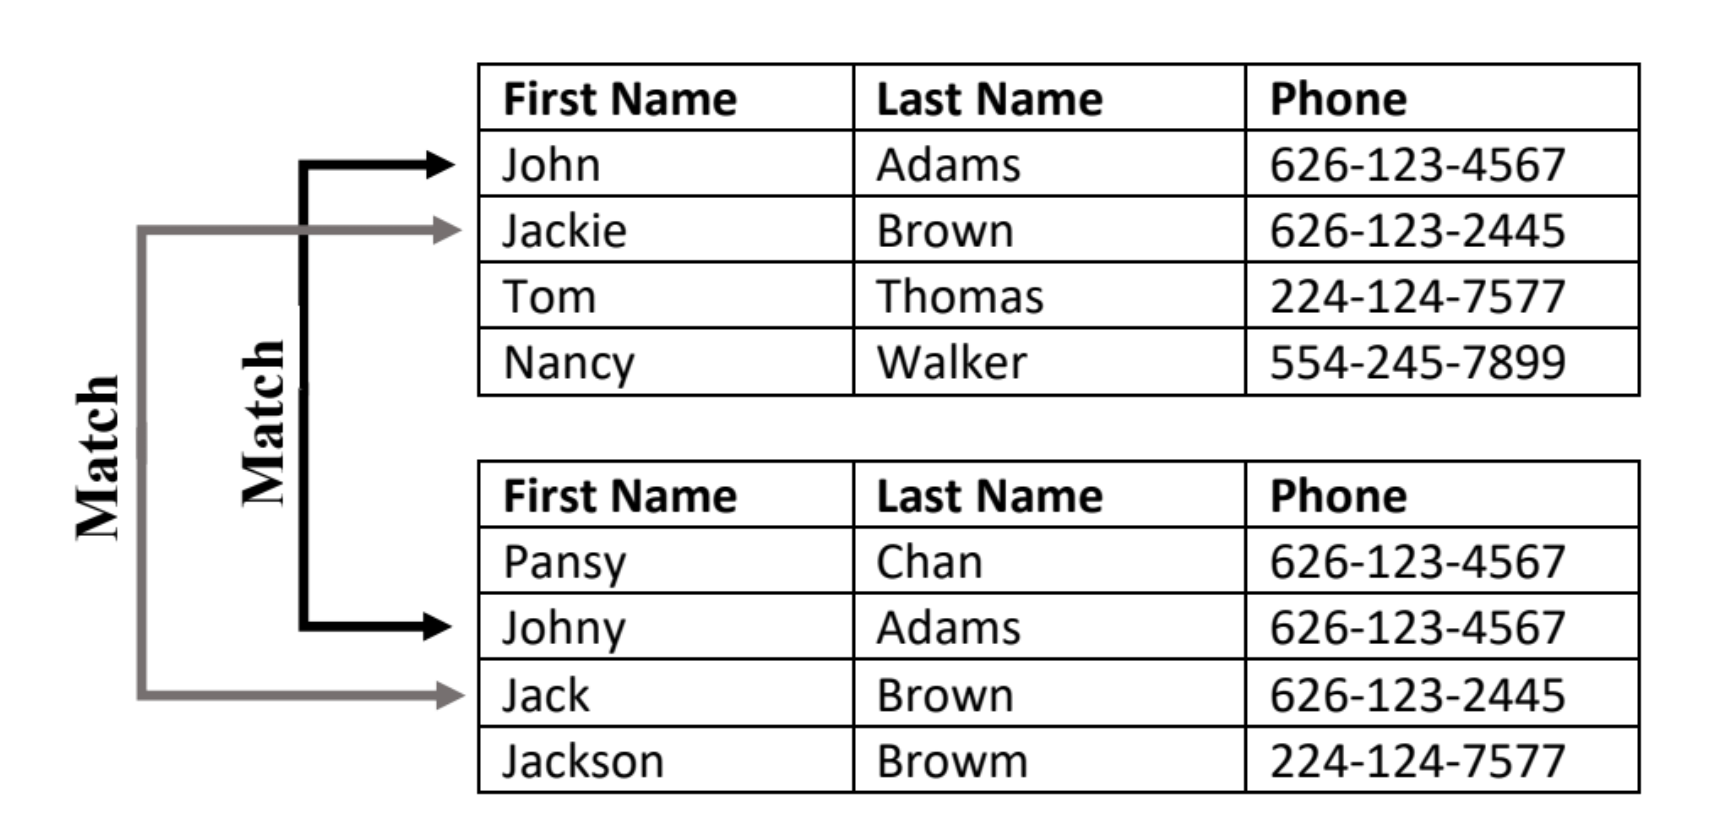 First Name Last Name Phone
John Adams 626-123-4567
Jackie Brown 626-123-2445
Tom Thomas 224-124-7577
Nancy Walker 554-245-7899
Match
Match
First Name Last Name Phone
Pansy Chan 626-123-4567
Johny Adams 626-123-4567
Jack Brown 626-123-2445
Jackson Browm 224-124-7577